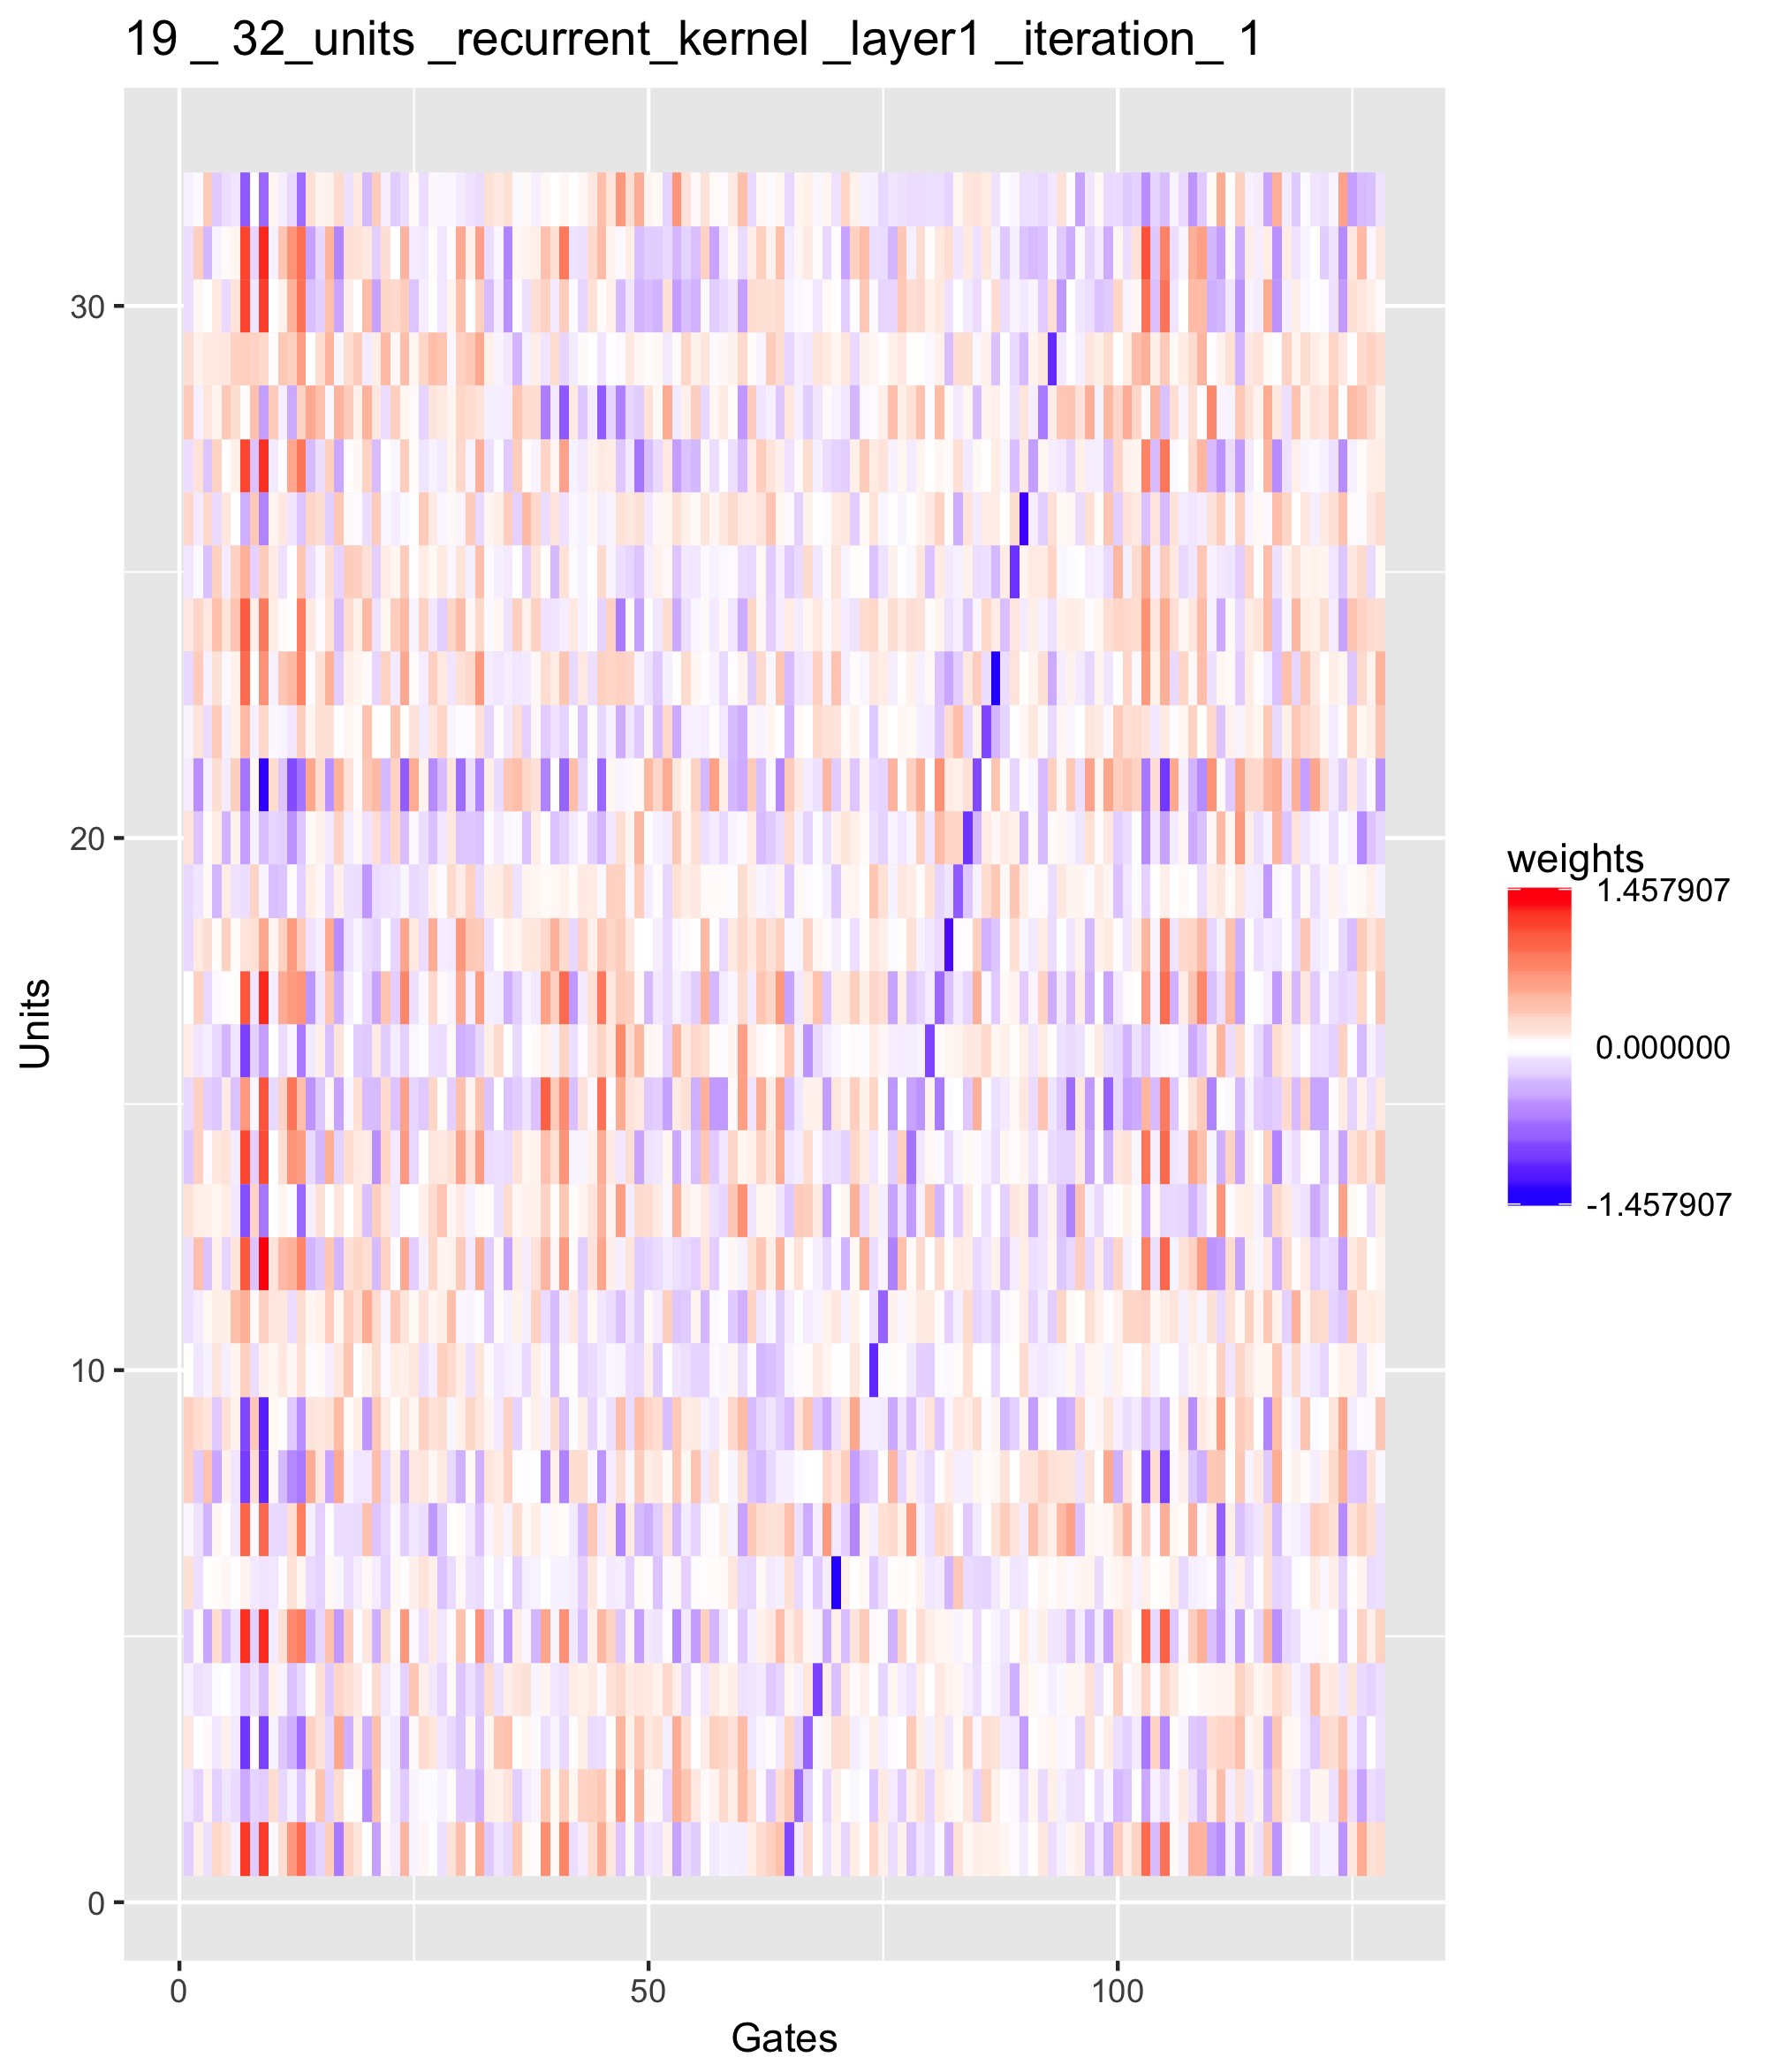 19 _ 32_units _recurrent_kernel _layer1 _iteration_ 1
30
20
10
0
Units
0 50 100
Gates
weights
1.457907
0.000000
-1.457907